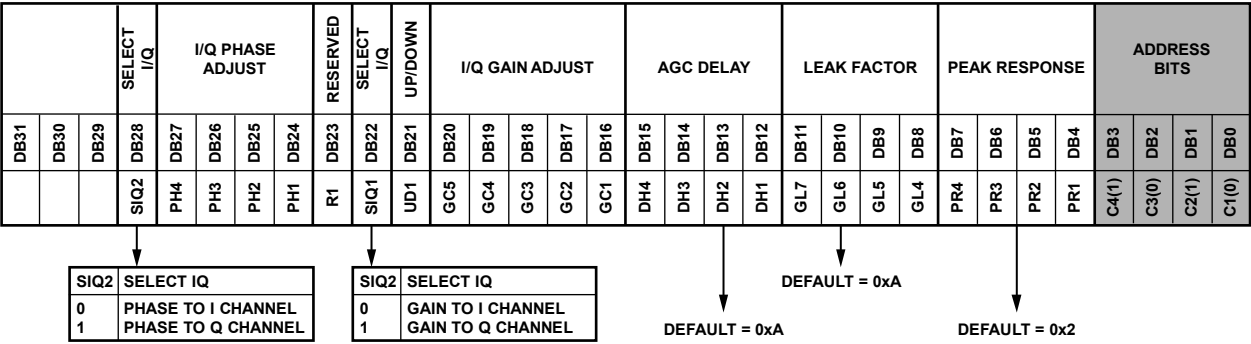 SELECT I/Q
I/Q PHASE
ADJUST
RESERVED
SELECT
I/Q
UP/DOWN
I/Q GAIN ADJUST
AGC DELAY
LEAK FACTOR
PEAK RESPONSE
ADDRESS
BITS
DB31 DB30 DB29 DB28 DB27 DB26 DB25 DB24 DB23 DB22 DB21 DB20 DB19 DB18 DB17 DB16 DB15 DB14 DB13 DB12 DB11 DB10 DB9 DB8 DB7 DB6 DB5 DB4 DB3 DB2 DB1 DB0
SIQ2 PH4 PH3 PH2 PH1 R1 SIQ1 UD1 GC5 GC4 GC3 GC2 GC1 DH4 DH3 DH2 DH1 GL7 GL6 GL5 GL4 PR4 PR3 PR2 PR1 C4(1) C3(0) C2(1) C1(0)
SIQ2 SELECT IQ
0 PHASE TO I CHANNEL
1 PHASE TO Q CHANNEL
SIQ2 SELECT IQ
0 GAIN TO I CHANNEL
1 GAIN TO Q CHANNEL
DEFAULT = 0xA
DEFAULT = 0xA
DEFAULT = 0x2